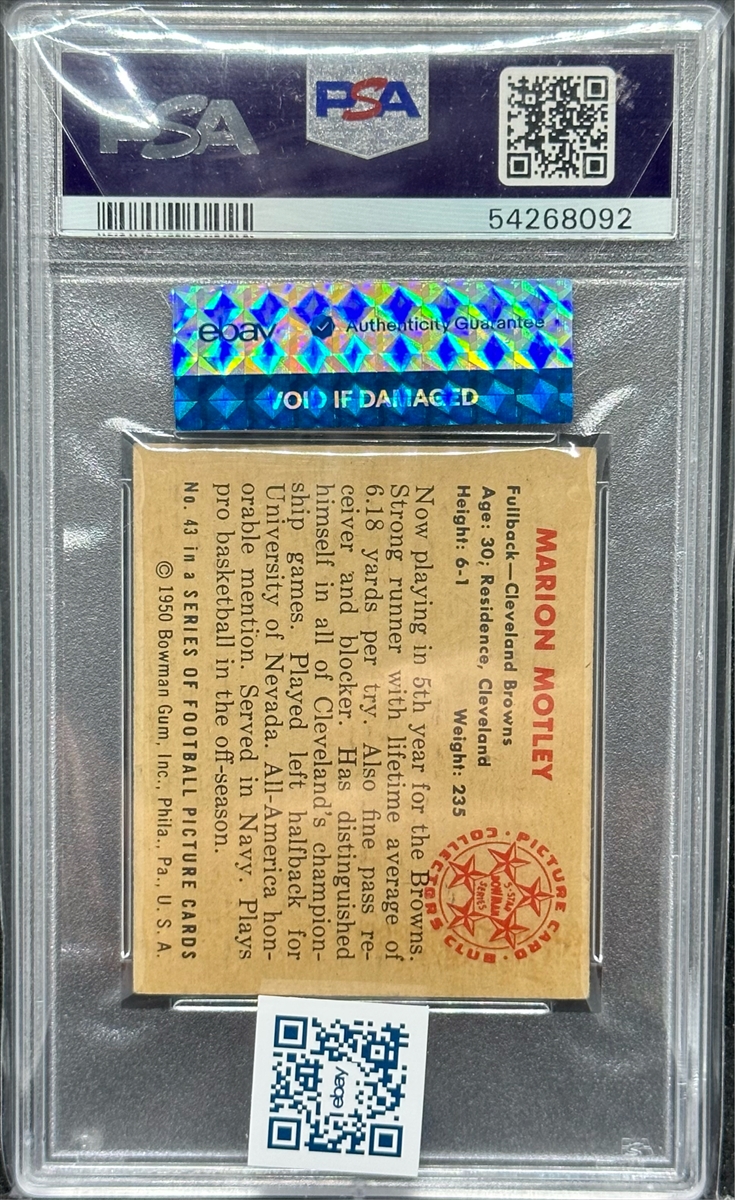 PSA
PSA
54268092
ebay Authenticity Guarantee
VOID IF DAMAGED
MARION MOTLEY
Fullback—Cleveland Browns
Age: 30; Residence, Cleveland
Height: 6-1 Weight: 235
PICTURE CARD COLLECTORS CLUB
5-STAR
BOWMAN
SERIES
Now playing in 5th year for the Browns.
Strong runner with lifetime average of
6.18 yards per try. Also fine pass re-
ceiver and blocker. Has distinguished
himself in all of Cleveland's champion-
ship games. Played left halfback for
University of Nevada. All-America hon-
orable mention. Served in Navy. Plays
pro basketball in the off-season.
No. 43 in a SERIES OF FOOTBALL PICTURE CARDS
© 1950 Bowman Gum, Inc., Phila., Pa., U. S. A.
ebay